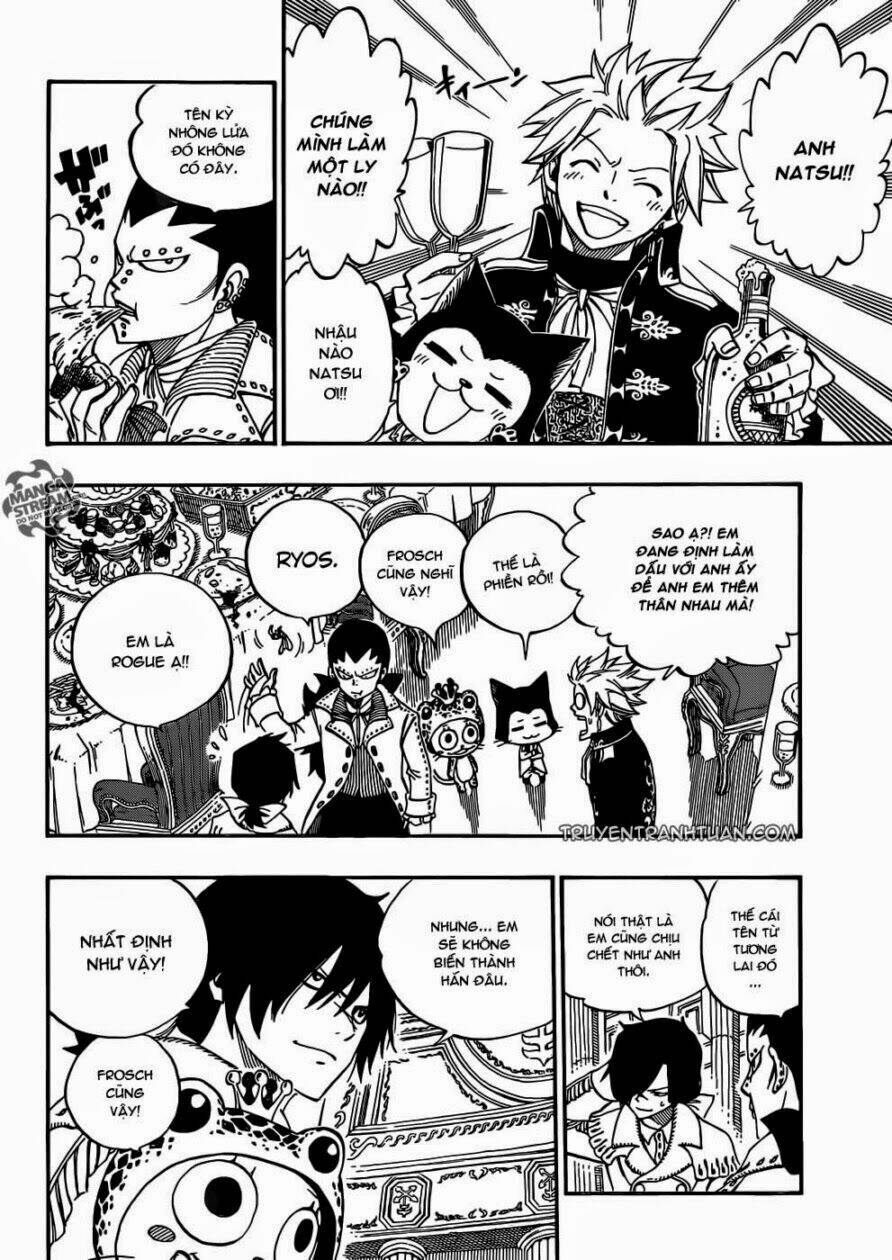 ANH
NATSU!!
キィーン
CHÚNG
MÌNH LÀM
MỘT LY
NÀO!!
NHẬU
NÀO
NATSU
ƠI!!
TÊN KỲ
NHÔNG LỬA
ĐÓ KHÔNG
CÓ ĐÂY.
SAO Ạ?! EM
ĐANG ĐỊNH LÀM
DẤU VỚI ANH ẤY
ĐỂ ANH EM THÊM
THÂN NHAU MÀ!
THẾ LÀ
PHIỀN RỒI!
FROSCH
CŨNG NGHĨ
VẬY!
RYOS.
EM LÀ
ROGUE Ạ!!
MANGA
STREAM
TRUYENTRANHTUAN.COM
THẾ CÁI
TÊN TỪ
TƯƠNG
LAI ĐÓ
...
NÓI THẬT LÀ
EM CŨNG CHỊU
CHẾT NHƯ ANH
THÔI.
NHƯNG... EM
SẼ KHÔNG
BIẾN THÀNH
HẮN ĐÂU.
NHẤT ĐỊNH
NHƯ VẬY!
FROSCH
CŨNG
VẬY!